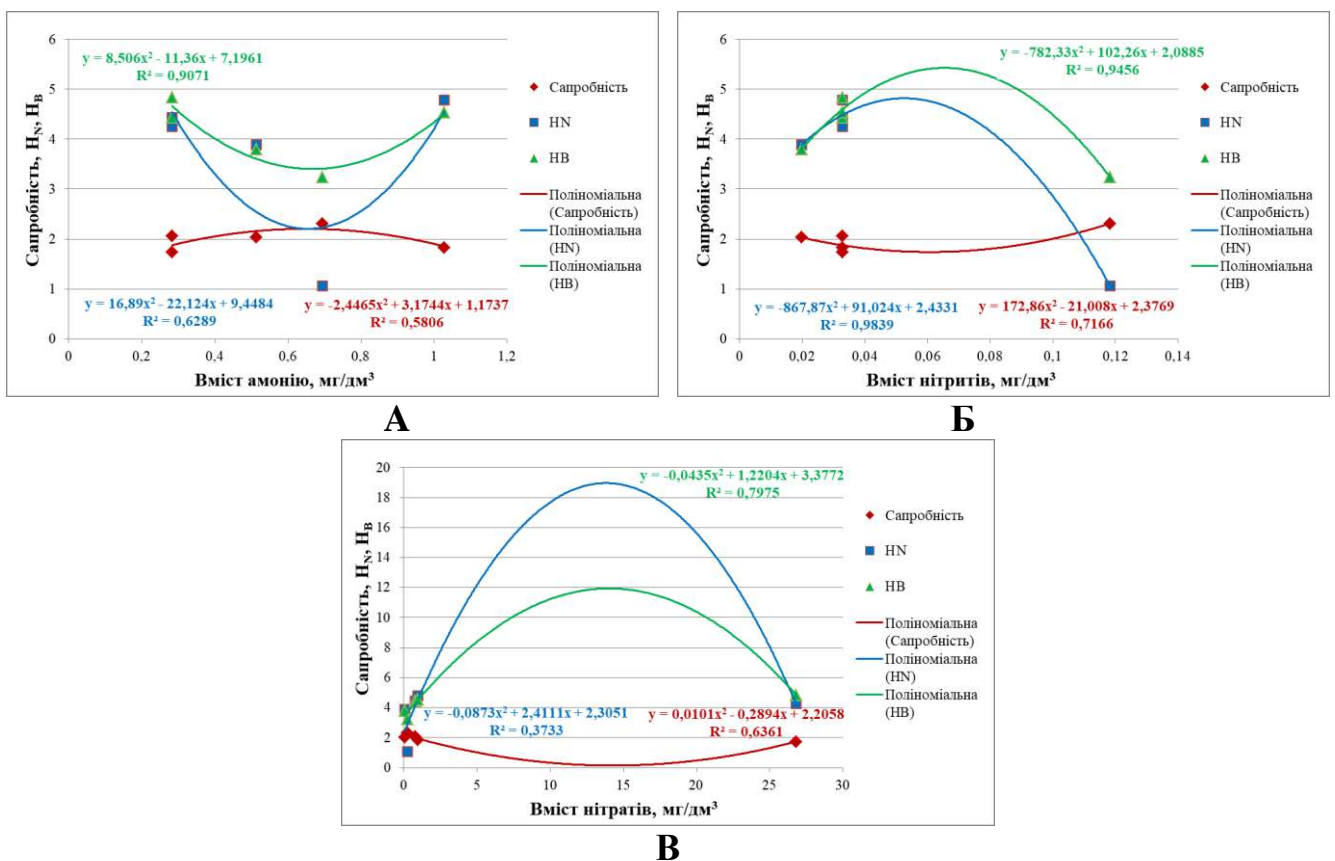 6
5
4
3
2
1
0
Сапробність, H_N, H_B
y = 8,506x² - 11,36x + 7,1961
R² = 0,9071
y = 16,89x² - 22,124x + 9,4484
R² = 0,6289
y = -2,4465x² + 3,1744x + 1,1737
R² = 0,5806
0 0,2 0,4 0,6 0,8 1 1,2
Вміст амонію, мг/дм³
Сапробність
HN
HB
Поліноміальна
(Сапробність)
Поліноміальна
(HN)
Поліноміальна
(HB)
А
6
5
4
3
2
1
0
Сапробність, H_N, H_B
y = -782,33x² + 102,26x + 2,0885
R² = 0,9456
y = -867,87x² + 91,024x + 2,4331
R² = 0,9839
y = 172,86x² - 21,008x + 2,3769
R² = 0,7166
0 0,02 0,04 0,06 0,08 0,1 0,12 0,14
Вміст нітритів, мг/дм³
Сапробність
HN
HB
Поліноміальна
(Сапробність)
Поліноміальна
(HN)
Поліноміальна
(HB)
Б
20
18
16
14
12
10
8
6
4
2
0
Сапробність, H_N, H_B
y = -0,0435x² + 1,2204x + 3,3772
R² = 0,7975
y = -0,0873x² + 2,4111x + 2,3051
R² = 0,3733
y = 0,0101x² - 0,2894x + 2,2058
R² = 0,6361
0 5 10 15 20 25 30
Вміст нітратів, мг/дм³
Сапробність
HN
HB
Поліноміальна
(Сапробність)
Поліноміальна
(HN)
Поліноміальна
(HB)
В